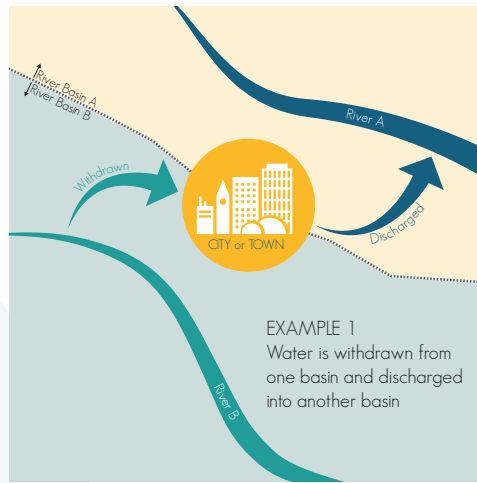 River Basin A
River Basin B
River A
Withdrawn
CITY or TOWN
Discharged
EXAMPLE 1
Water is withdrawn from
one basin and discharged
into another basin
River B